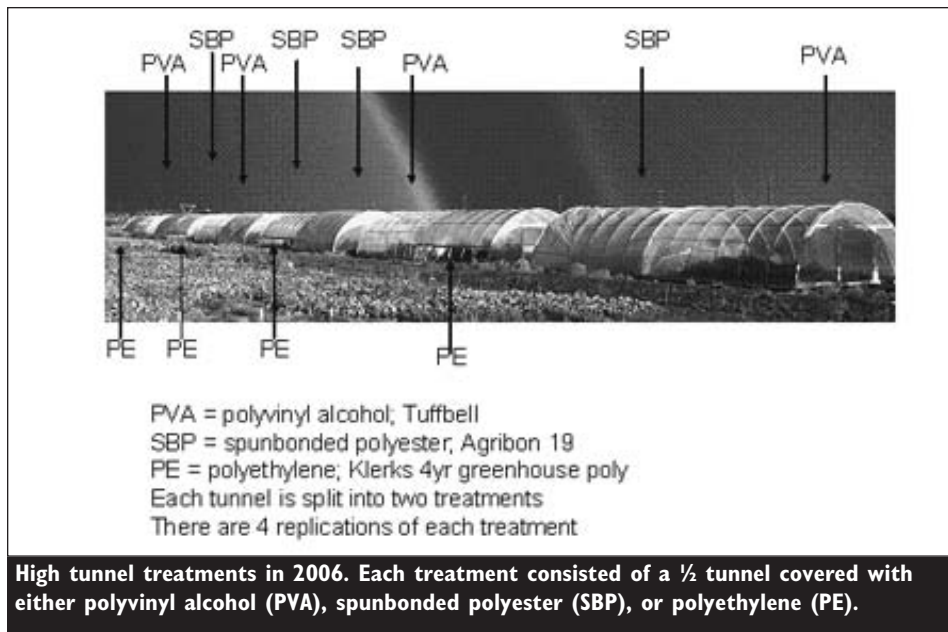 SBP SBP SBP SBP
PVA PVA PVA PVA
PE PE PE PE
PVA = polyvinyl alcohol; Tuffbell
SBP = spunbonded polyester; Agribon 19
PE = polyethylene; Klerks 4yr greenhouse poly
Each tunnel is split into two treatments
There are 4 replications of each treatment
High tunnel treatments in 2006. Each treatment consisted of a ½ tunnel covered with
either polyvinyl alcohol (PVA), spunbonded polyester (SBP), or polyethylene (PE).